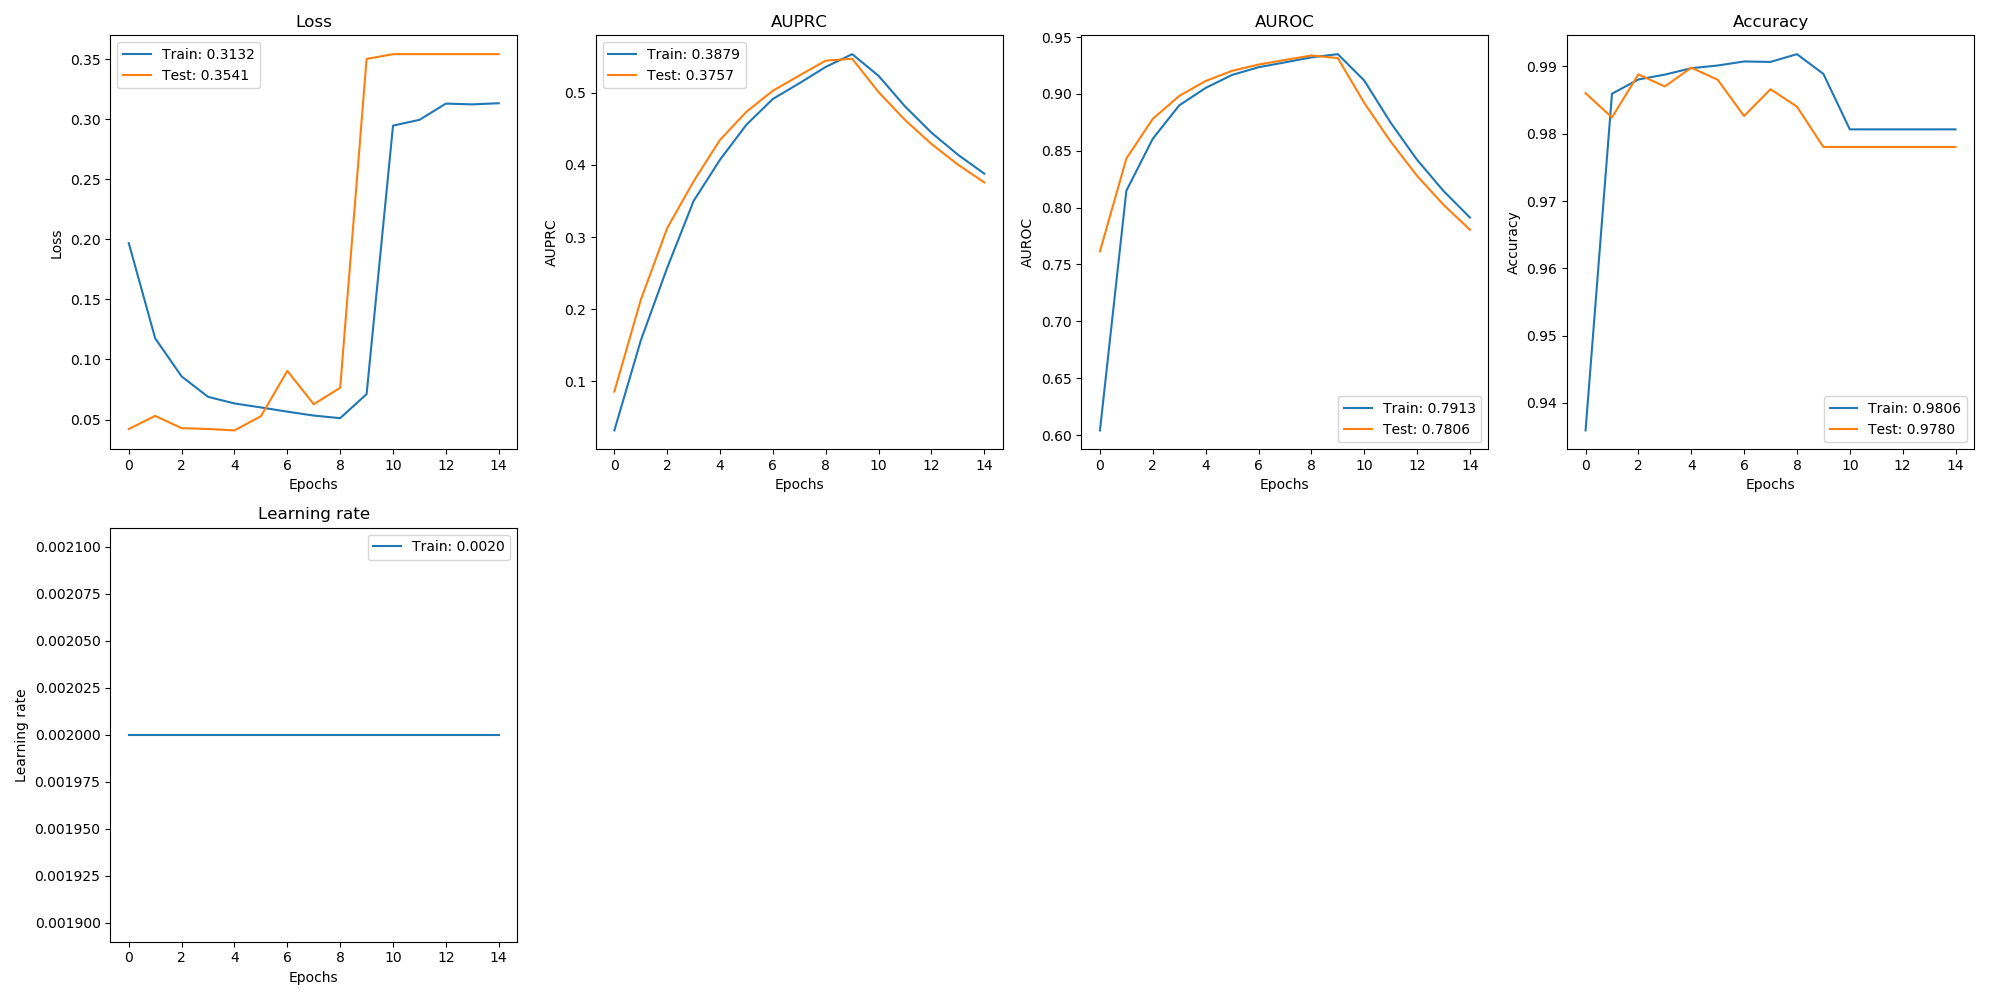 Loss
Train: 0.3132
Test: 0.3541
0.35
0.30
0.25
0.20
0.15
0.10
0.05
Loss
0 2 4 6 8 10 12 14
Epochs
AUPRC
Train: 0.3879
Test: 0.3757
0.5
0.4
0.3
0.2
0.1
AUPRC
0 2 4 6 8 10 12 14
Epochs
AUROC
0.95
0.90
0.85
0.80
0.75
0.70
0.65
0.60
AUROC
Train: 0.7913
Test: 0.7806
0 2 4 6 8 10 12 14
Epochs
Accuracy
0.99
0.98
0.97
0.96
0.95
0.94
Accuracy
Train: 0.9806
Test: 0.9780
0 2 4 6 8 10 12 14
Epochs
Learning rate
Train: 0.0020
0.002100
0.002075
0.002050
0.002025
0.002000
0.001975
0.001950
0.001925
0.001900
Learning rate
0 2 4 6 8 10 12 14
Epochs